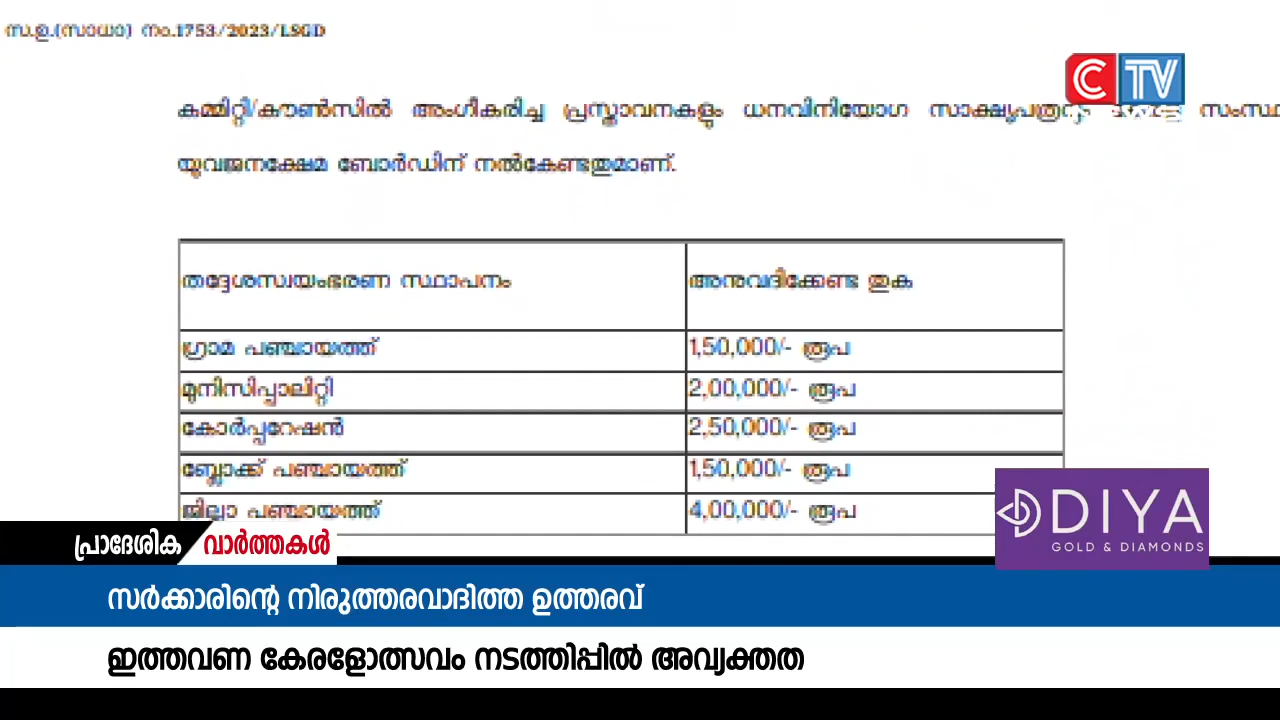 സ.ഉ.(സാധാ) നം.1753/2023/LSGD
C TV
കമ്മിറ്റി/കൗൺസിൽ അംഗീകരിച്ച പ്രസ്താവനകളും ധനവിനിയോഗ
യുവജനക്ഷേമ ബോർഡിന് നൽകേണ്ടതുമാണ്.
തദ്ദേശസ്വയംഭരണ സ്ഥാപനം അനുവദിക്കേണ്ട തുക
ഗ്രാമ പഞ്ചായത്ത് 1,50,000/- രൂപ
മുനിസിപ്പാലിറ്റി 2,00,000/- രൂപ
കോർപ്പറേഷൻ 2,50,000/- രൂപ
ബ്ലോക്ക് പഞ്ചായത്ത് 1,50,000/- രൂപ
ജില്ലാ പഞ്ചായത്ത് 4,00,000/- രൂപ
DIYA
GOLD & DIAMONDS
പ്രാദേശിക വാർത്തകൾ
സർക്കാരിന്റെ നിരുത്തരവാദിത്ത ഉത്തരവ്
ഇത്തവണ കേരളോത്സവം നടത്തിപ്പിൽ അവ്യക്തത